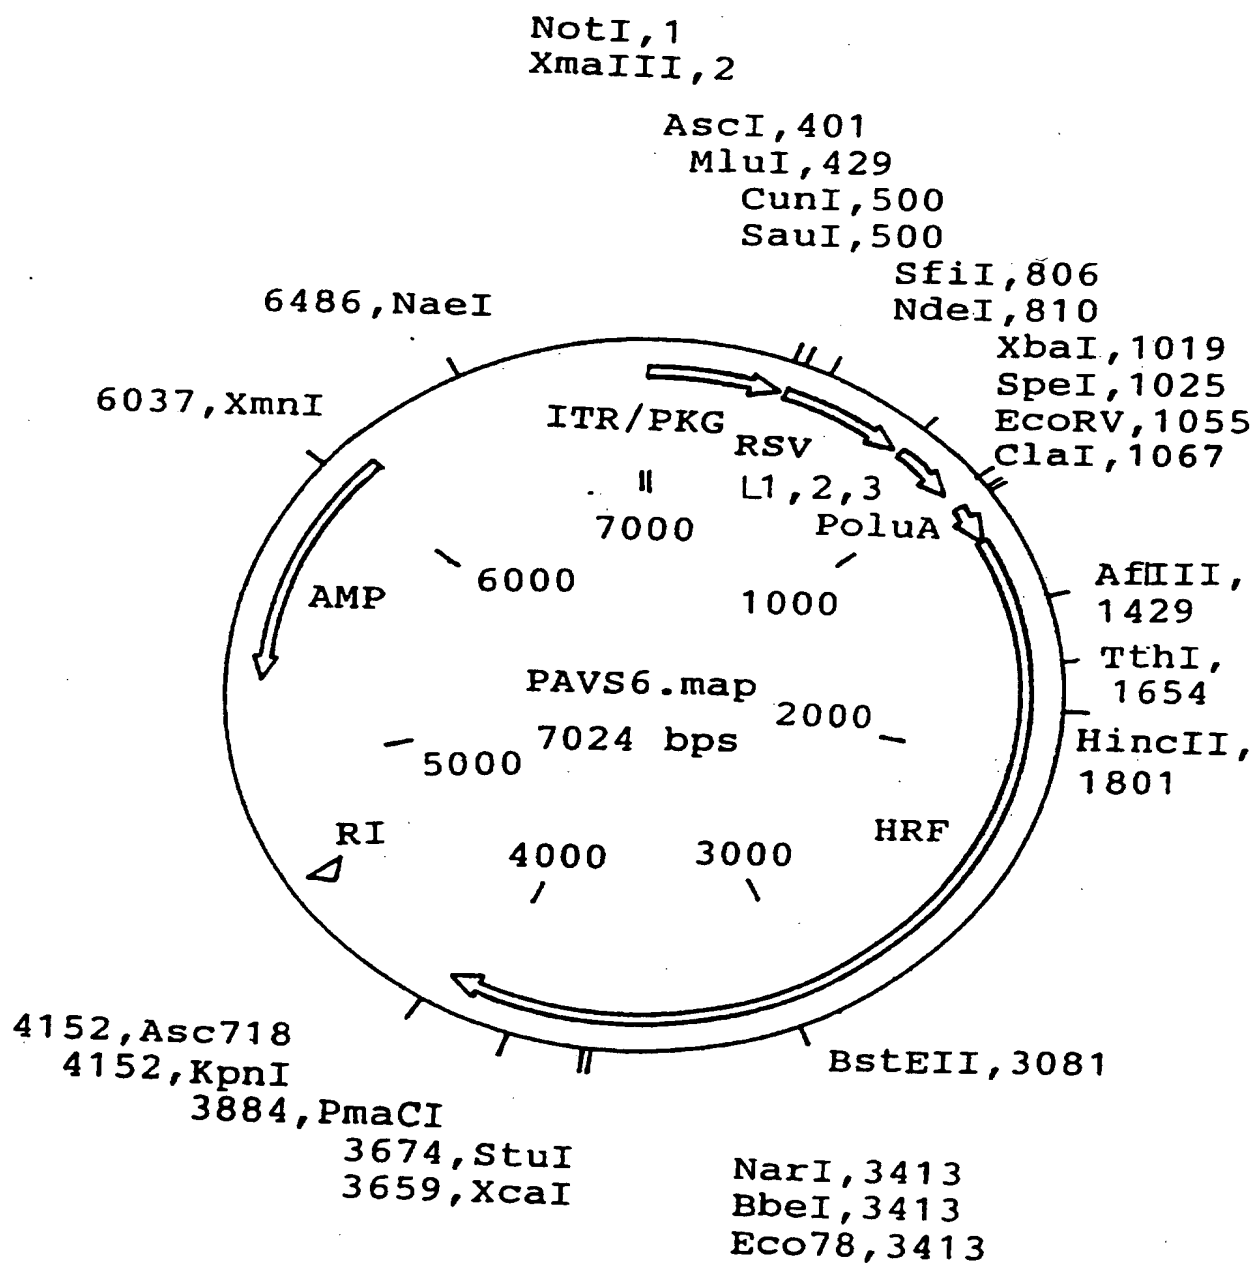 NotI,1
XmaIII,2
AscI,401
MluI,429
CunI,500
SauI,500
SfiI,806
NdeI,810
XbaI,1019
SpeI,1025
EcoRV,1055
ClaI,1067
6486,NaeI
6037,XmnI
ITR/PKG
RSV
L1,2,3
PoluA
7000
6000
1000
AMP
AflIII,
1429
TthI,
1654
HincII,
1801
PAVS6.map
7024 bps
2000
5000
RI
4000
3000
HRF
4152,Asc718
4152,KpnI
3884,PmaCI
3674,StuI
3659,XcaI
BstEII,3081
NarI,3413
BbeI,3413
Eco78,3413